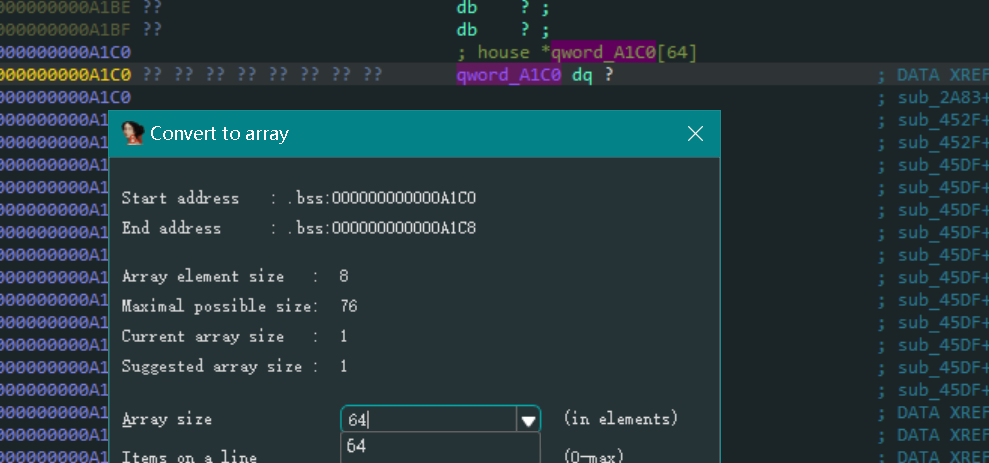 000000000A1BE ?? db ? ;
000000000A1BF ?? db ? ;
000000000A1C0 ; house *qword_A1C0[64]
000000000A1C0 ?? ?? ?? ?? ?? ?? ?? ?? qword_A1C0 dq ? ; DATA XREF
000000000A1C0 ; sub_2A83+
000000000A1 ; sub_452F+
000000000A1 ; sub_452F+
000000000A1 ; sub_45DF+
000000000A1 ; sub_45DF+
000000000A1 ; sub_45DF+
000000000A1 ; sub_45DF+
000000000A1 ; sub_45DF+
000000000A1 ; sub_45DF+
000000000A1 ; sub_45DF+
000000000A1 ; sub_45DF+
000000000A1 ; sub_45DF+
000000000A1 ; sub_45DF+
000000000A1 ; sub_45DF+
000000000A1 ; DATA XREF
000000000A1 ; DATA XREF
000000000A1 ; DATA XREF
Convert to array
Start address : .bss:000000000000A1C0
End address : .bss:000000000000A1C8
Array element size : 8
Maximal possible size: 76
Current array size : 1
Suggested array size : 1
Array size 64 (in elements)
64
Items on a line (0-max)